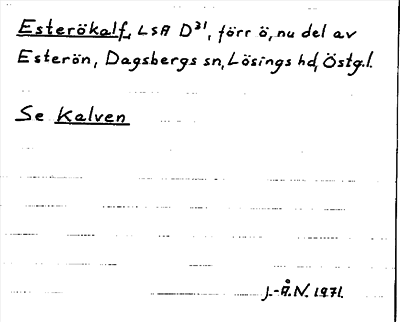 Esterökalf, LSA D³¹, förr ö, nu del av
Esterön, Dagsbergs sn, Lösings hd, Östg.l.
Se Kalven
J.-Å.N. 1971.